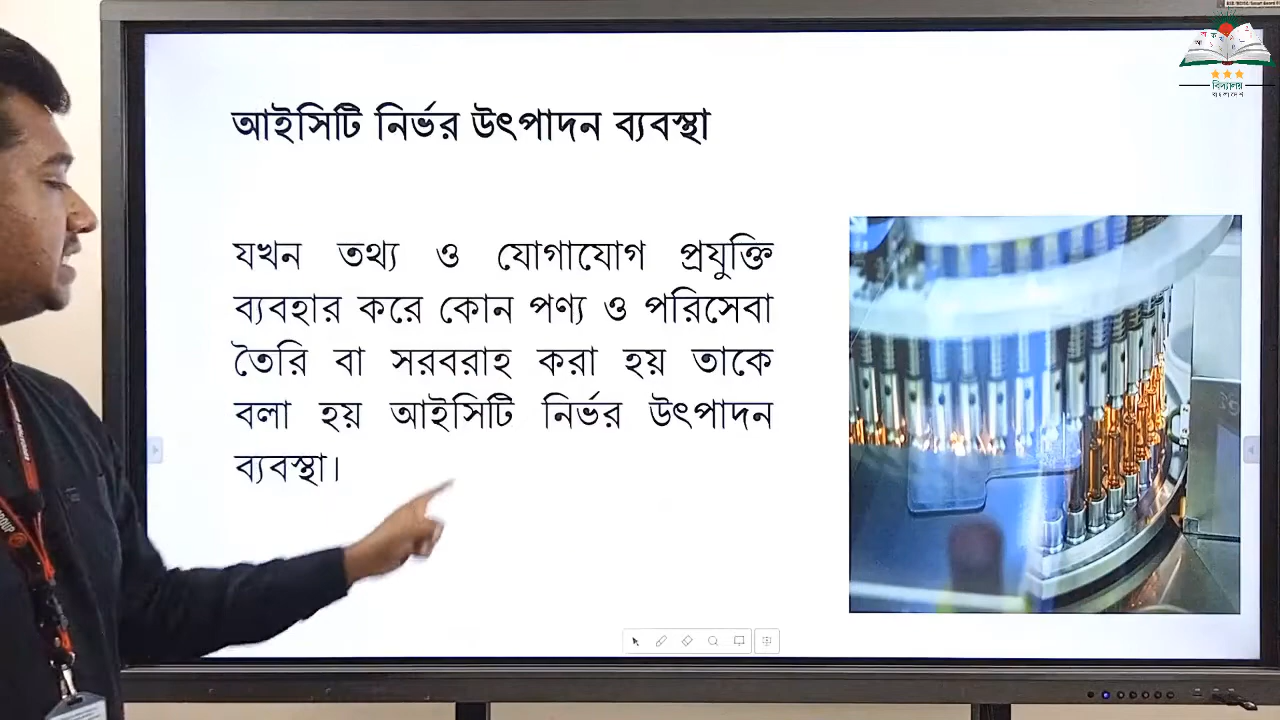 আইসিটি নির্ভর উৎপাদন ব্যবস্থা
যখন তথ্য ও যোগাযোগ প্রযুক্তি
ব্যবহার করে কোন পণ্য ও পরিসেবা
তৈরি বা সরবরাহ করা হয় তাকে
বলা হয় আইসিটি নির্ভর উৎপাদন
ব্যবস্থা।
বিদ্যালয়
বাংলাদেশ